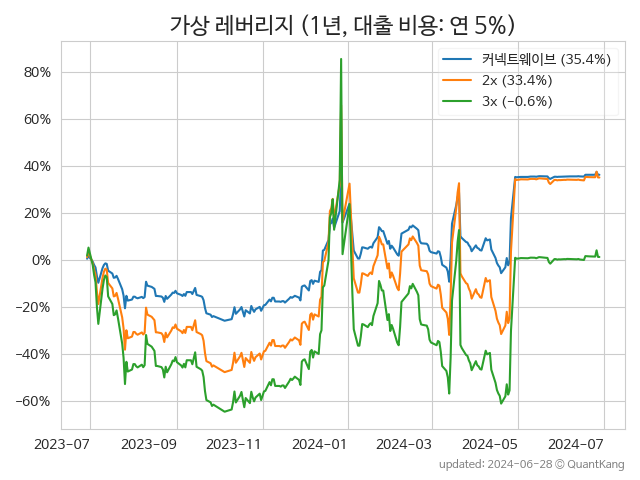 가상 레버리지 (1년, 대출 비용: 연 5%)
커넥트웨이브 (35.4%)
2x (33.4%)
3x (−0.6%)
80%
60%
40%
20%
0%
−20%
−40%
−60%
2023-07 2023-09 2023-11 2024-01 2024-03 2024-05 2024-07
updated: 2024-06-28 © QuantKang